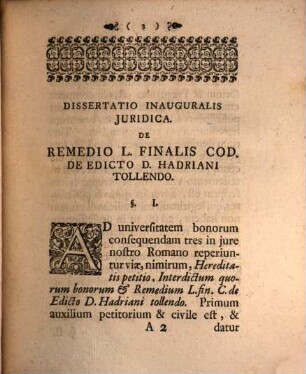 ( 3 )
DISSERTATIO INAUGURALIS
JURIDICA.
DE
REMEDIO L. FINALIS COD.
DE EDICTO D. HADRIANI
TOLLENDO.
§. I.
AD universitatem bonorum
consequendam tres in jure
nostro Romano reperiun-
tur viæ, nimirum, Heredita-
tis petitio, Interdictum quo-
rum bonorum & Remedium L. fin. C. de
Edicto D. Hadriani tollendo. Primum
auxilium petitorium & civile est, &
A 2 datur